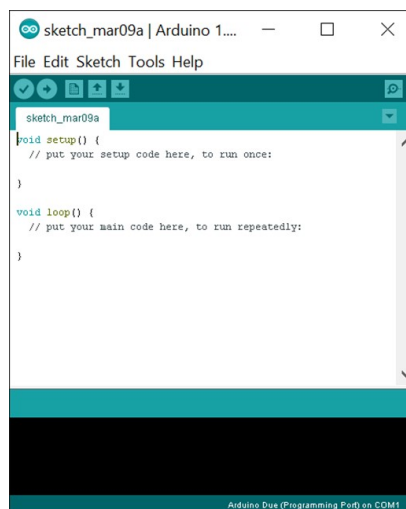 sketch_mar09a | Arduino 1....
File Edit Sketch Tools Help
sketch_mar09a
void setup() {
// put your setup code here, to run once:
}
void loop() {
// put your main code here, to run repeatedly:
}
Arduino Due (Programming Port) on COM1